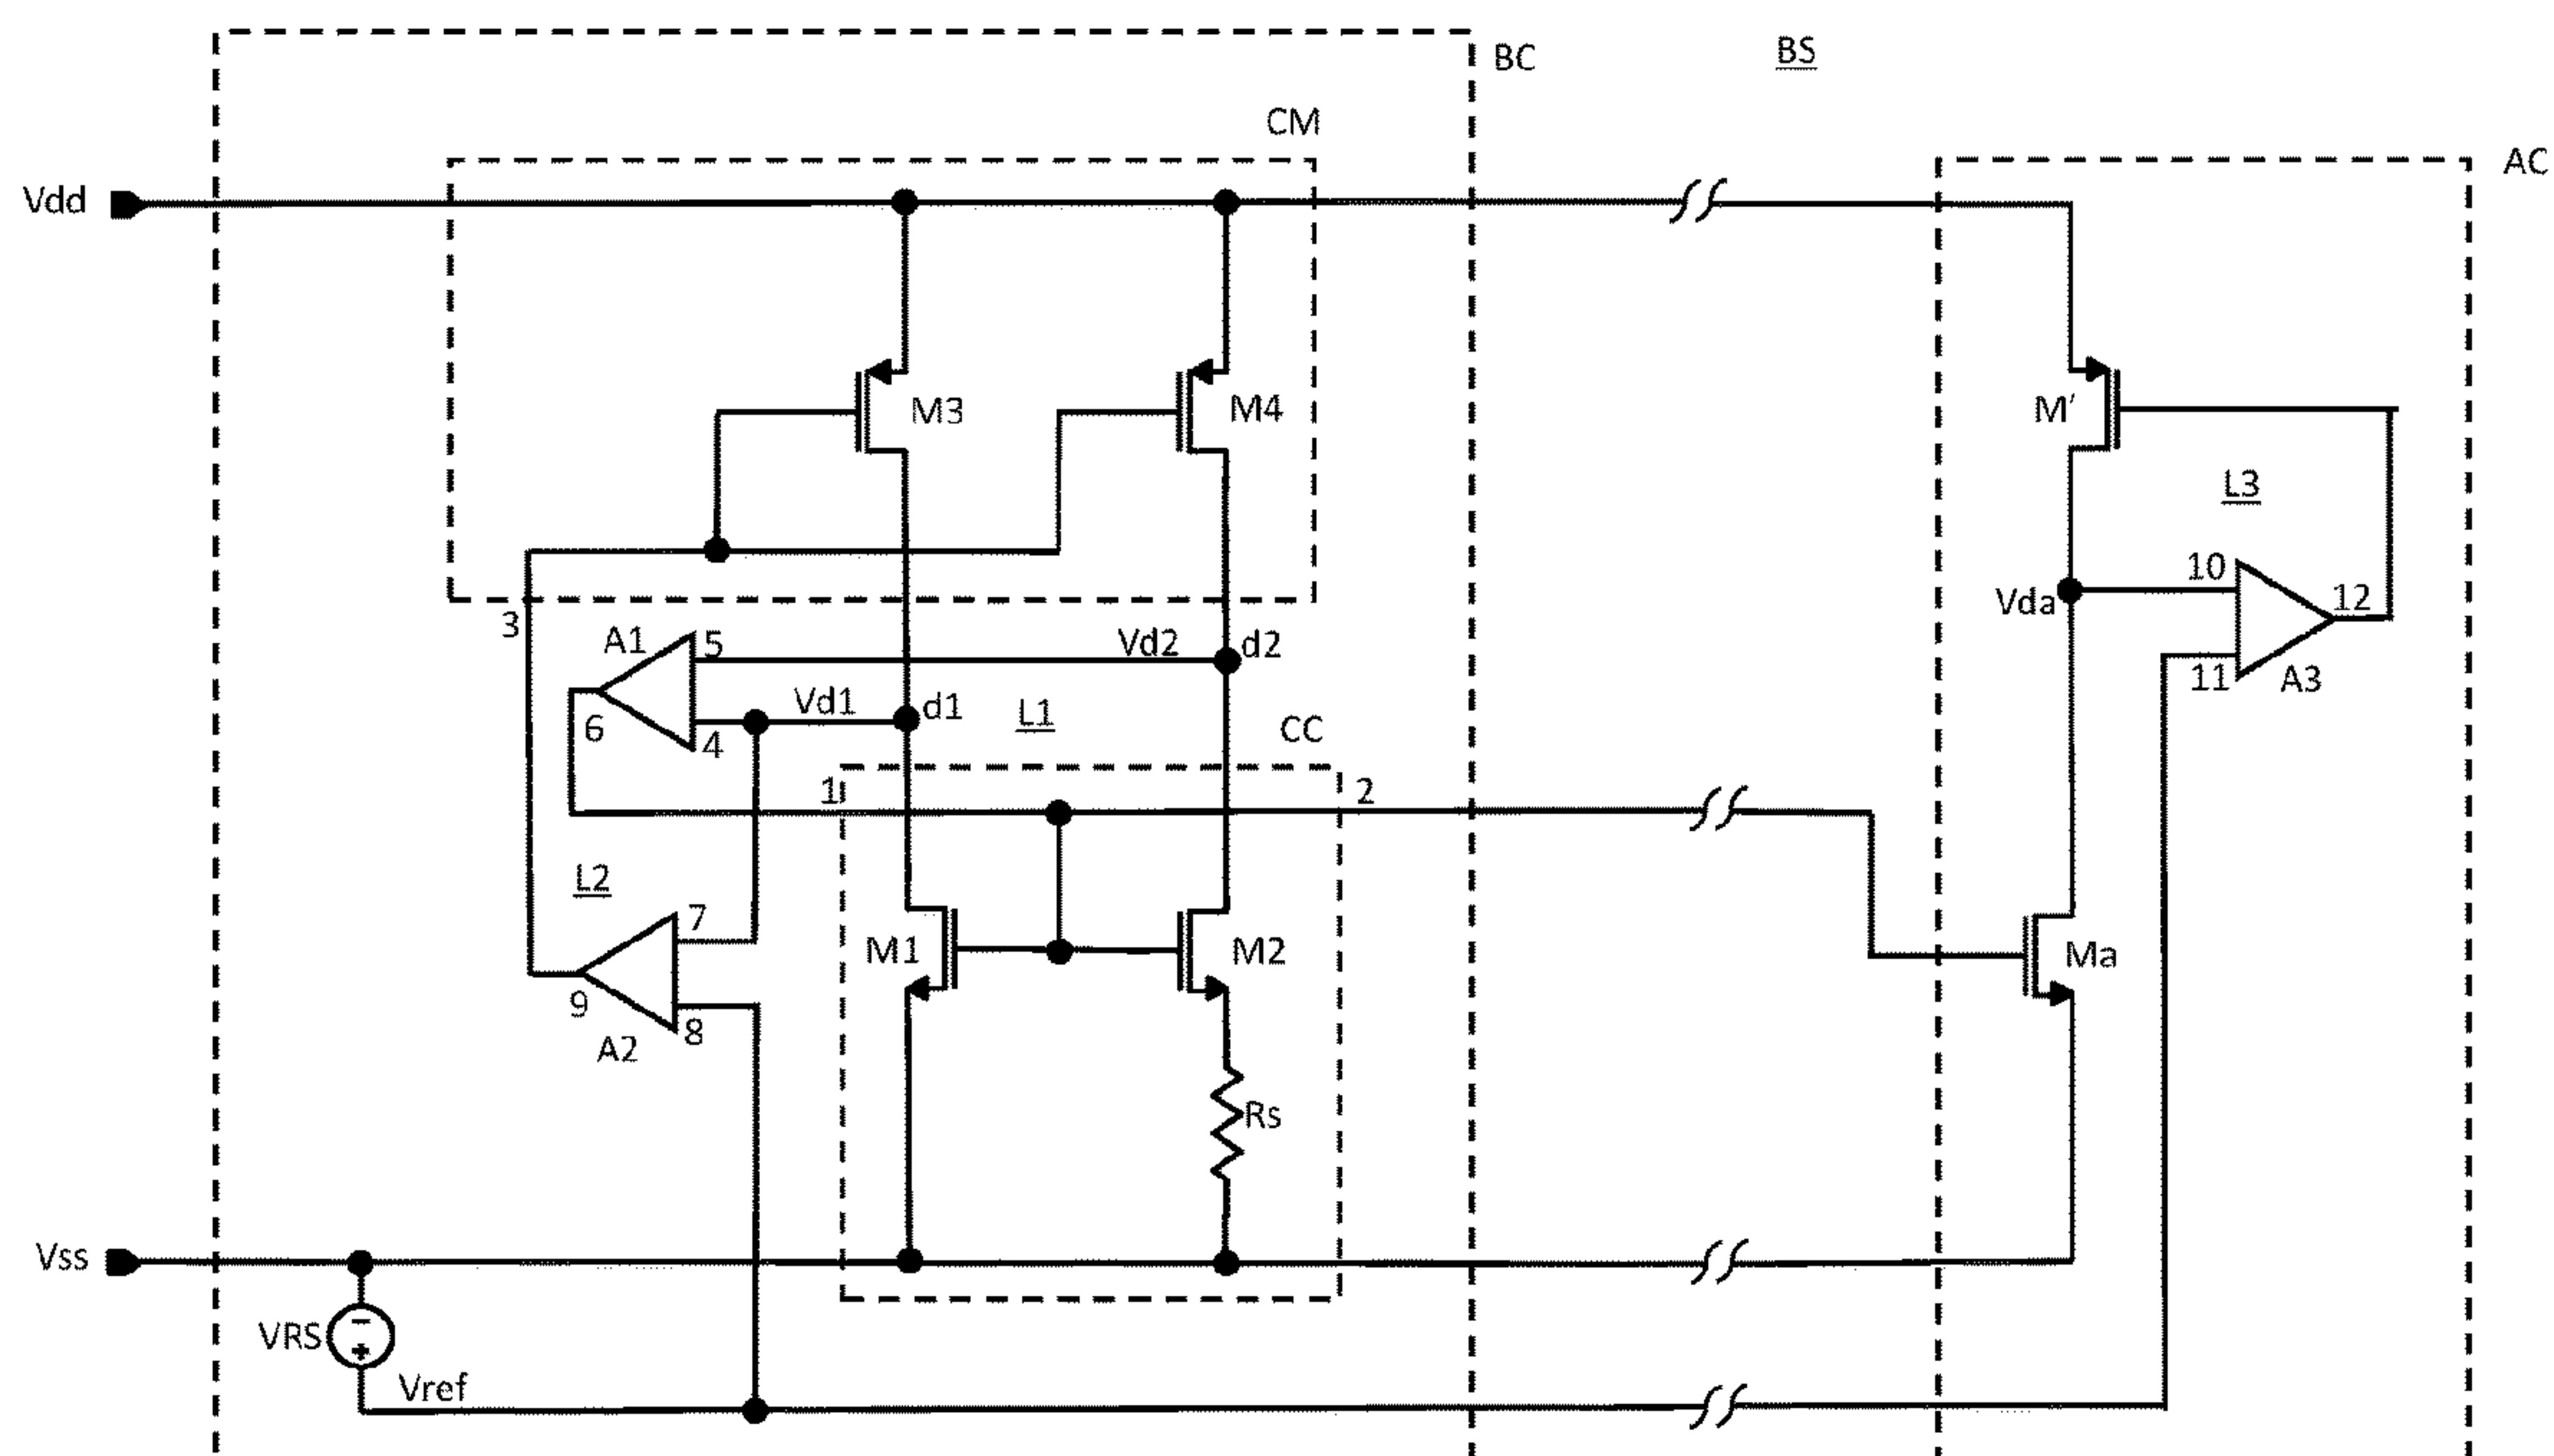 BC
BS
CM
AC
Vdd
M3
M4
M'
L3
10
12
Vda
3
A1
5
Vd2
d2
11
A3
Vd1
d1
L1
6
4
CC
1
2
L2
7
M1
M2
Ma
9
8
A2
Rs
Vss
VRS
−
+
Vref